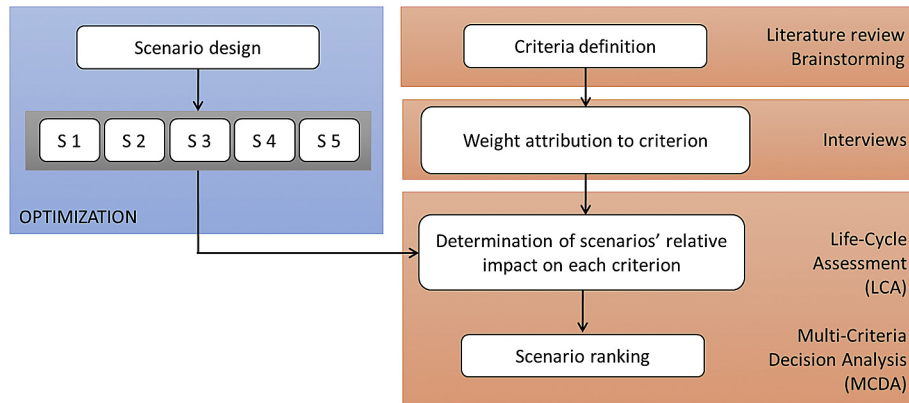 Scenario design
S 1
S 2
S 3
S 4
S 5
OPTIMIZATION
Criteria definition
Literature review
Brainstorming
Weight attribution to criterion
Interviews
Determination of scenarios' relative
impact on each criterion
Life-Cycle
Assessment
(LCA)
Scenario ranking
Multi-Criteria
Decision Analysis
(MCDA)